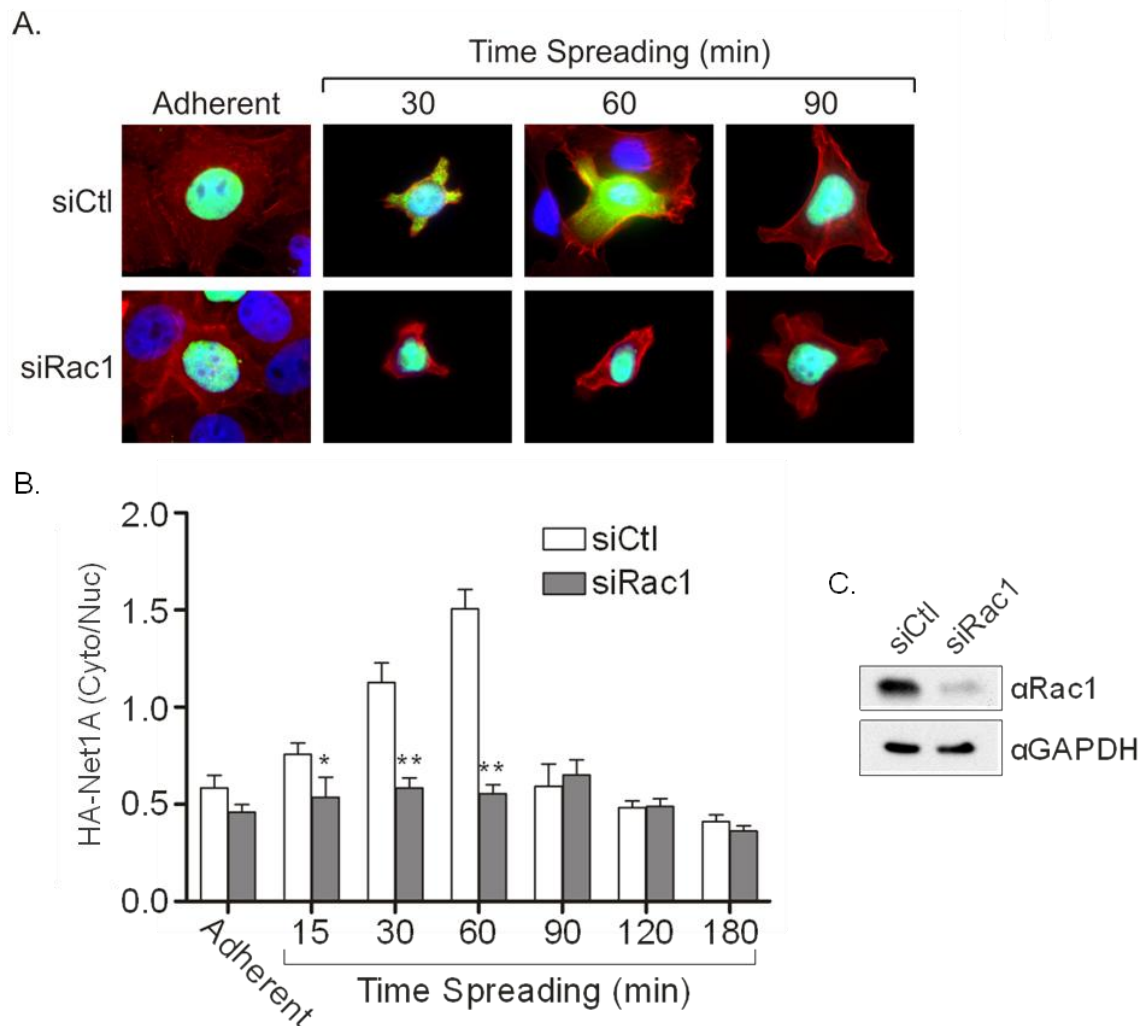 A.
Time Spreading (min)
Adherent 30 60 90
siCtl
siRac1
B.
HA-Net1A (Cyto/Nuc)
2.0
1.5
1.0
0.5
0.0
siCtl
siRac1
* ** **
Adherent 15 30 60 90 120 180
Time Spreading (min)
C.
siCtl siRac1
αRac1
αGAPDH